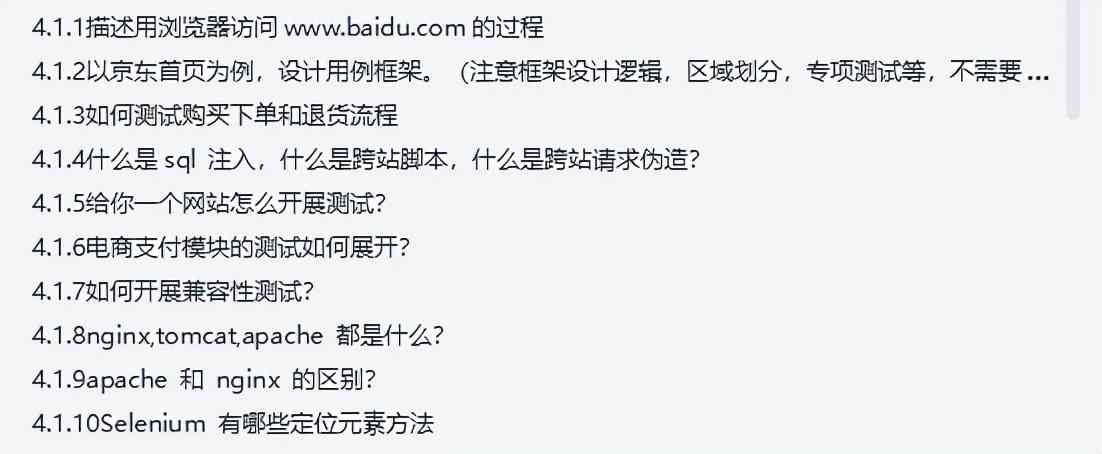 4.1.1描述用浏览器访问 www.baidu.com 的过程
4.1.2以京东首页为例，设计用例框架。（注意框架设计逻辑，区域划分，专项测试等，不需要 ...
4.1.3如何测试购买下单和退货流程
4.1.4什么是 sql 注入，什么是跨站脚本，什么是跨站请求伪造？
4.1.5给你一个网站怎么开展测试？
4.1.6电商支付模块的测试如何展开？
4.1.7如何开展兼容性测试？
4.1.8nginx,tomcat,apache 都是什么？
4.1.9apache 和 nginx 的区别？
4.1.10Selenium 有哪些定位元素方法